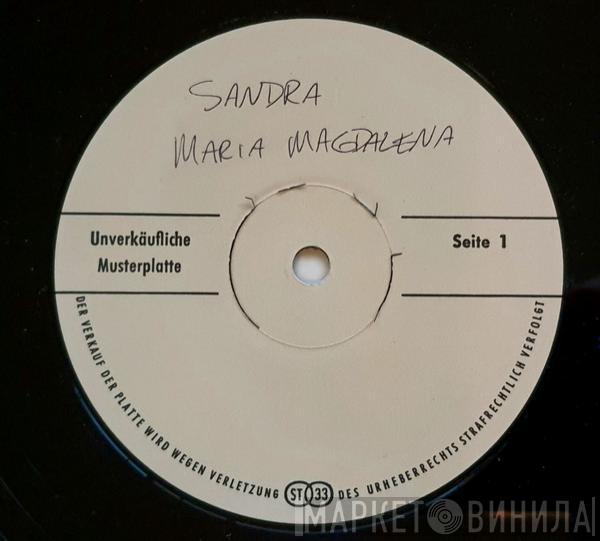 SANDRA
MARIA MAGDALENA
Unverkäufliche
Musterplatte
Seite 1
DER VERKAUF DER PLATTE WIRD WEGEN VERLETZUNG ST 33 DES URHEBERRECHTS STRAFRECHTLICH VERFOLGT
МАРКЕТ ВИНИЛА